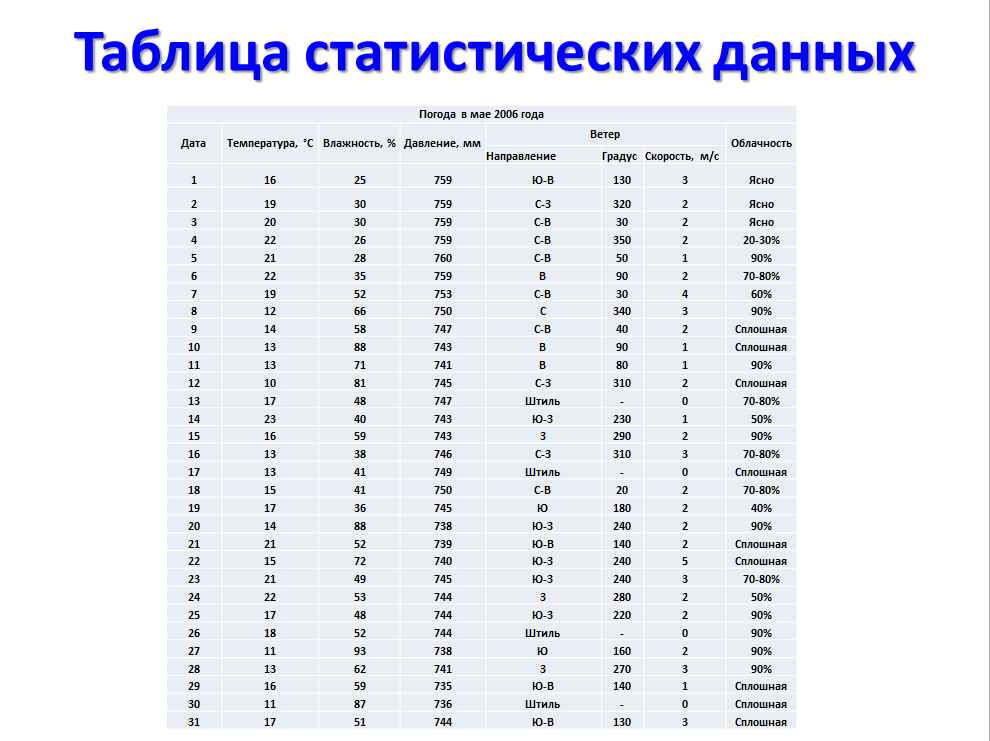 Таблица статистических данных
Погода в мае 2006 года
Дата Температура, °С Влажность, % Давление, мм Ветер Облачность
Направление Градус Скорость, м/с
1 16 25 759 Ю-В 130 3 Ясно
2 19 30 759 С-З 320 2 Ясно
3 20 30 759 С-В 30 2 Ясно
4 22 26 759 С-В 350 2 20-30%
5 21 28 760 С-В 50 1 90%
6 22 35 759 В 90 2 70-80%
7 19 52 753 С-В 30 4 60%
8 12 66 750 С 340 3 90%
9 14 58 747 С-В 40 2 Сплошная
10 13 88 743 В 90 1 Сплошная
11 13 71 741 В 80 1 90%
12 10 81 745 С-З 310 2 Сплошная
13 17 48 747 Штиль - 0 70-80%
14 23 40 743 Ю-З 230 1 50%
15 16 59 743 З 290 2 90%
16 13 38 746 С-З 310 3 70-80%
17 13 41 749 Штиль - 0 Сплошная
18 15 41 750 С-В 20 2 70-80%
19 17 36 745 Ю 180 2 40%
20 14 88 738 Ю-З 240 2 90%
21 21 52 739 Ю-В 140 2 Сплошная
22 15 72 740 Ю-З 240 5 Сплошная
23 21 49 745 Ю-З 240 3 70-80%
24 22 53 744 З 280 2 50%
25 17 48 744 Ю-З 220 2 90%
26 18 52 744 Штиль - 0 90%
27 11 93 738 Ю 160 2 90%
28 13 62 741 З 270 3 90%
29 16 59 735 Ю-В 140 1 Сплошная
30 11 87 736 Штиль - 0 Сплошная
31 17 51 744 Ю-В 130 3 Сплошная